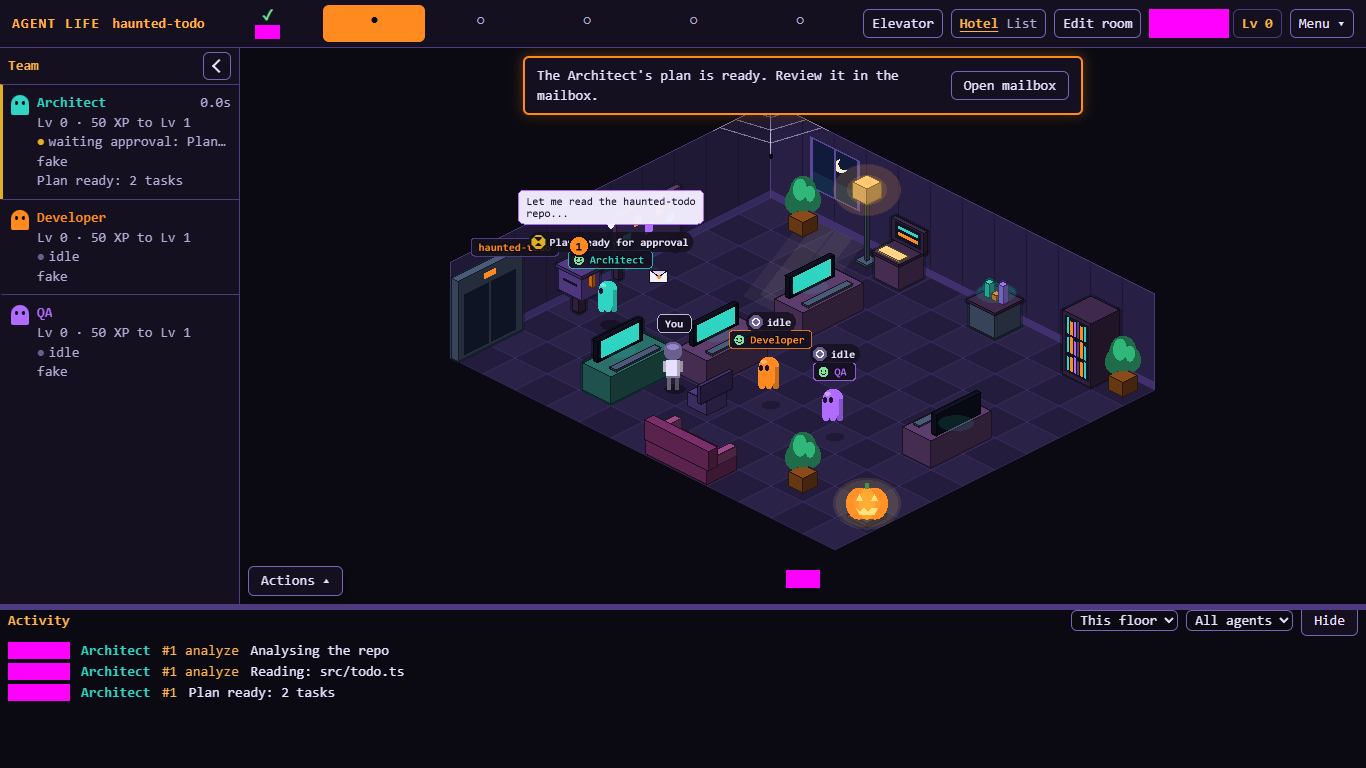 AGENT LIFE haunted-todo
Elevator
Hotel List
Edit room
Lv 0
Menu
Team
Architect 0.0s
Lv 0 · 50 XP to Lv 1
waiting approval: Plan…
fake
Plan ready: 2 tasks
Developer
Lv 0 · 50 XP to Lv 1
idle
fake
QA
Lv 0 · 50 XP to Lv 1
idle
fake
The Architect's plan is ready. Review it in the
mailbox.
Open mailbox
Let me read the haunted-todo
repo...
1
ready for approval
Architect
You
idle
Developer
idle
QA
Actions
Activity
This floor
All agents
Hide
Architect #1 analyze Analysing the repo
Architect #1 analyze Reading: src/todo.ts
Architect #1 Plan ready: 2 tasks